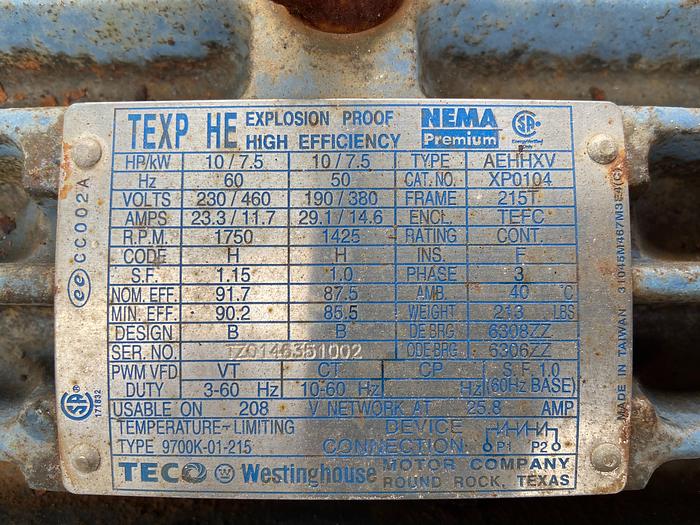 TEXP HE EXPLOSION PROOF HIGH EFFICIENCY NEMA Premium
HP/kW 10 / 7.5 10 / 7.5 TYPE AEHHXV
Hz 60 50 CAT. NO. XP0104
VOLTS 230 / 460 190 / 380 FRAME 215T
AMPS 23.3 / 11.7 29.1 / 14.6 ENCL. TEFC
R.P.M. 1750 1425 RATING CONT.
CODE H H INS. F
S.F. 1.15 1.0 PHASE 3
NOM. EFF. 91.7 87.5 AMB. 40 °C
MIN. EFF. 90.2 85.5 WEIGHT 213 LBS
DESIGN B B DE BRG 6308ZZ
SER. NO. TZ0146351002 ODE BRG 6306ZZ
PWM VFD VT CT CP S.F. 1.0
DUTY 3-60 Hz 10-60 Hz Hz (60Hz BASE)
USABLE ON 208 V NETWORK AT 25.8 AMP
TEMPERATURE-LIMITING DEVICE
TYPE 9700K-01-215 CONNECTION P1 P2
TECO W Westinghouse MOTOR COMPANY
ROUND ROCK, TEXAS
ee CC002A
SA 171832
MADE IN TAIWAN